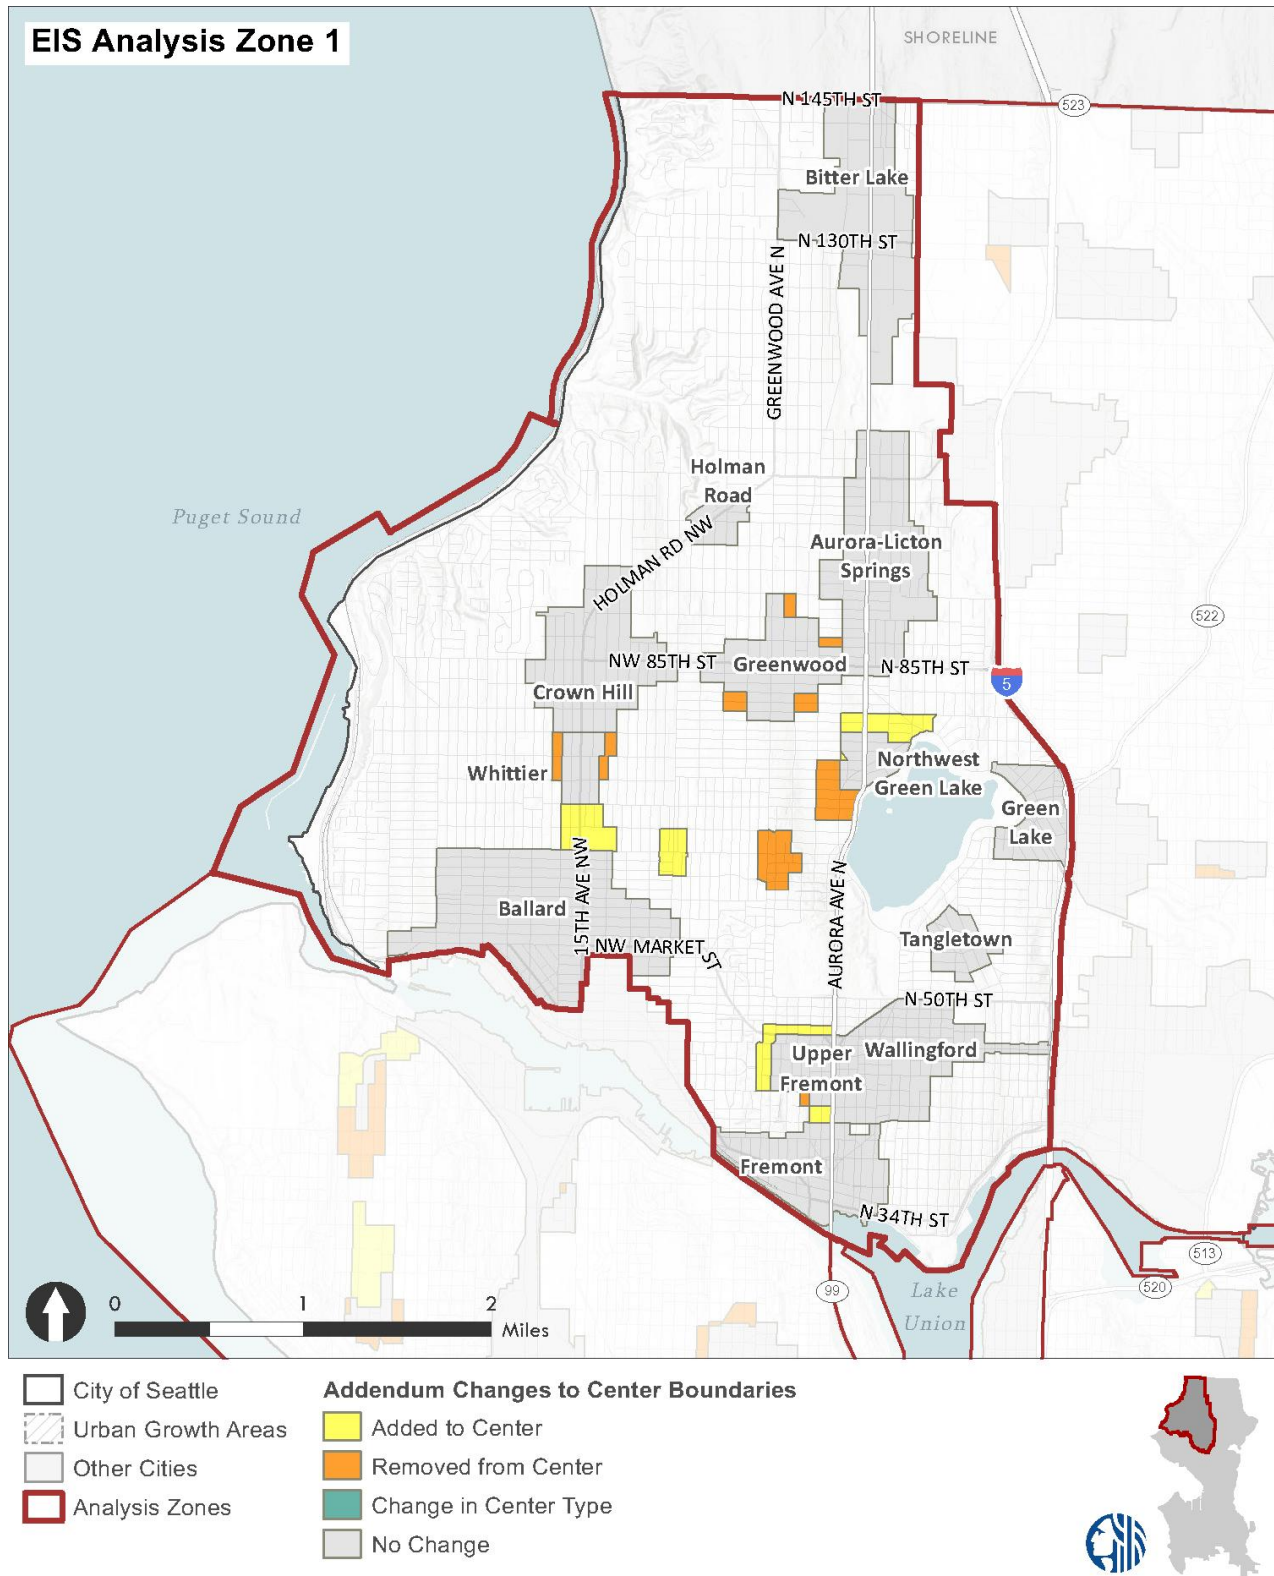 EIS Analysis Zone 1
SHORELINE
N 145TH ST
523
Bitter Lake
N 130TH ST
GREENWOOD AVE N
Holman
Road
Puget Sound
HOLMAN RD NW
Aurora-Licton
Springs
522
NW 85TH ST
Greenwood
N 85TH ST
5
Crown Hill
Whittier
Northwest
Green Lake
Green
Lake
15TH AVE NW
AURORA AVE N
Ballard
NW MARKET ST
Tangletown
N 50TH ST
Upper
Fremont
Wallingford
Fremont
N 34TH ST
513
520
99
Lake
Union
0 1 2
Miles
City of Seattle
Urban Growth Areas
Other Cities
Analysis Zones
Addendum Changes to Center Boundaries
Added to Center
Removed from Center
Change in Center Type
No Change